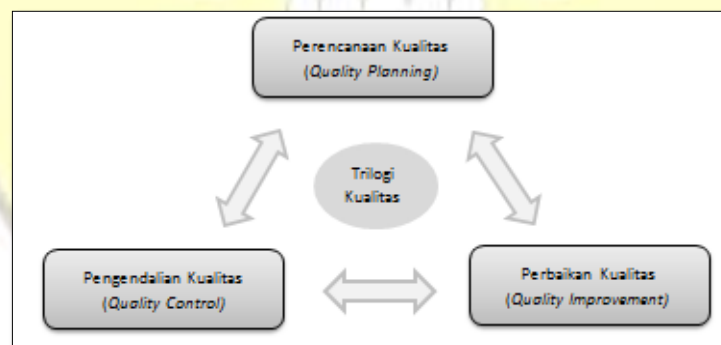 Perencanaan Kualitas
(Quality Planning)
Trilogi
Kualitas
Pengendalian Kualitas
(Quality Control)
Perbaikan Kualitas
(Quality Improvement)